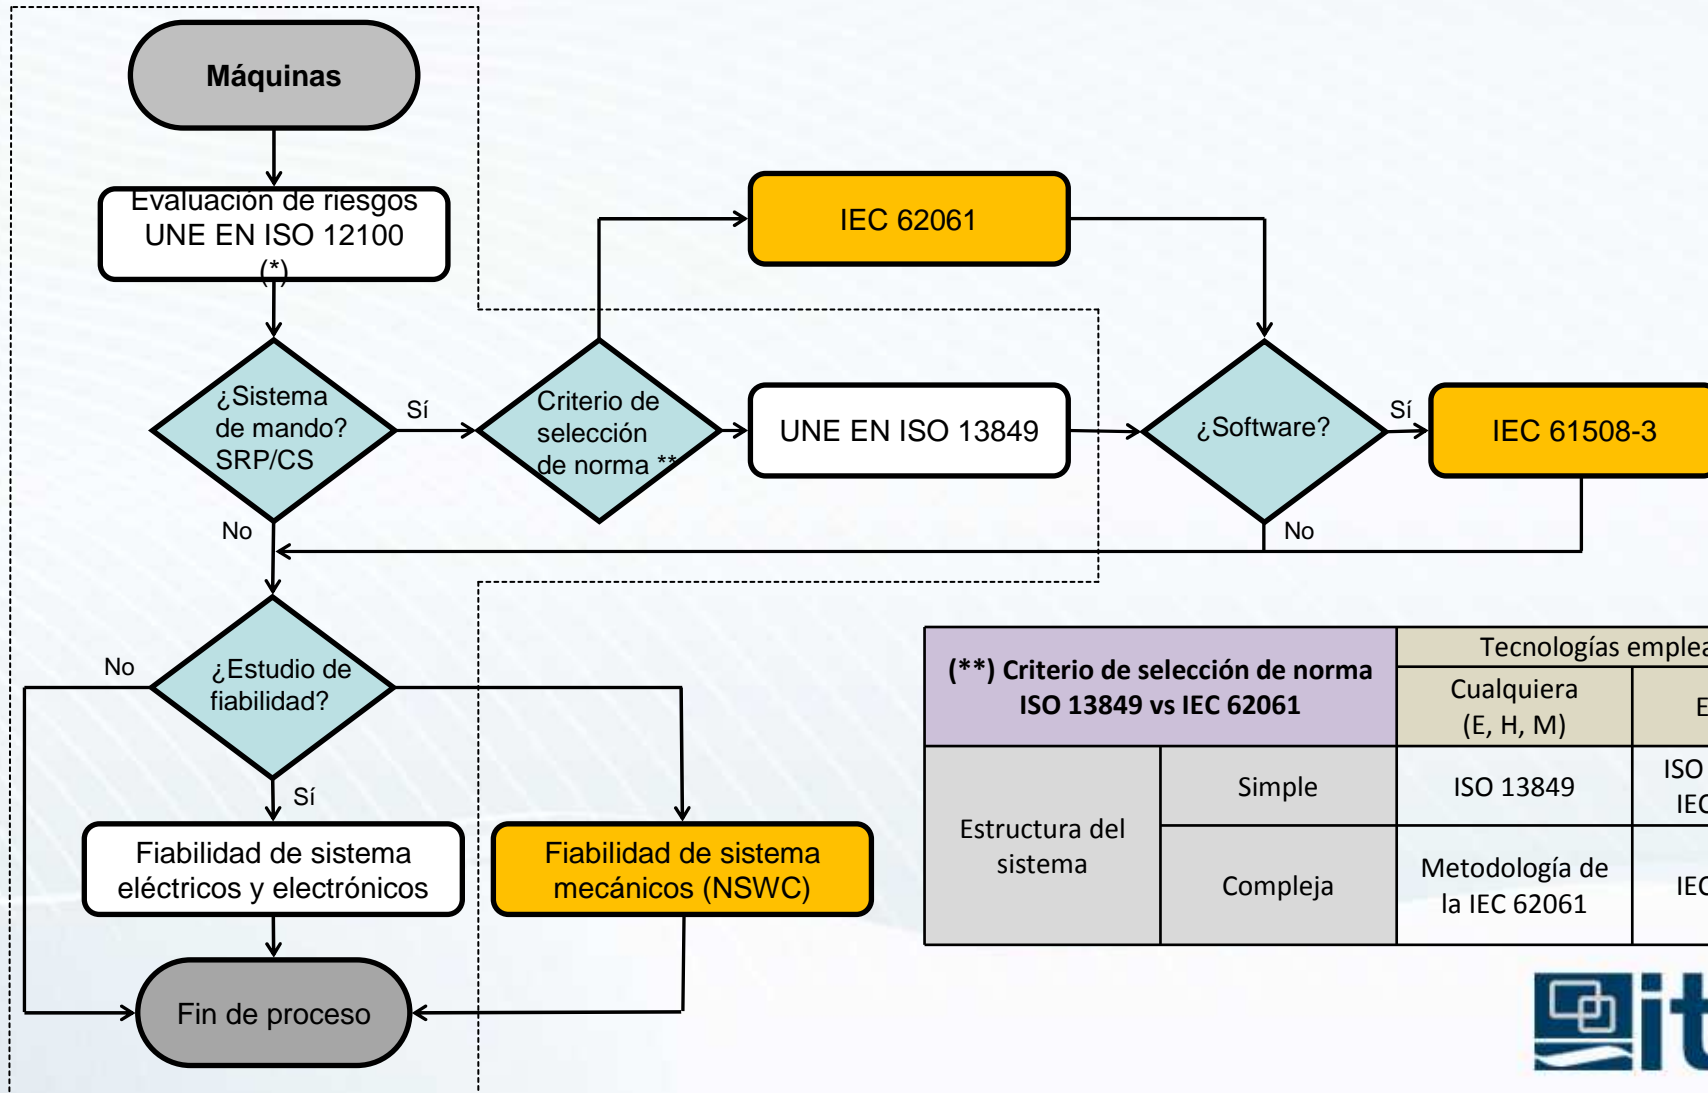 Máquinas
Evaluación de riesgos
UNE EN ISO 12100
(*)
IEC 62061
¿Sistema
de mando?
SRP/CS
Sí
Criterio de
selección
de norma **
UNE EN ISO 13849
¿Software?
Sí
IEC 61508-3
No
No
¿Estudio de
fiabilidad?
No
Sí
Fiabilidad de sistema
eléctricos y electrónicos
Fiabilidad de sistema
mecánicos (NSWC)
Fin de proceso
(**) Criterio de selección de norma
ISO 13849 vs IEC 62061
Tecnologías
Cualquiera
(E, H, M)
E
Estructura del
sistema
Simple
ISO 13849
ISO
Compleja
Metodología de
la IEC 62061